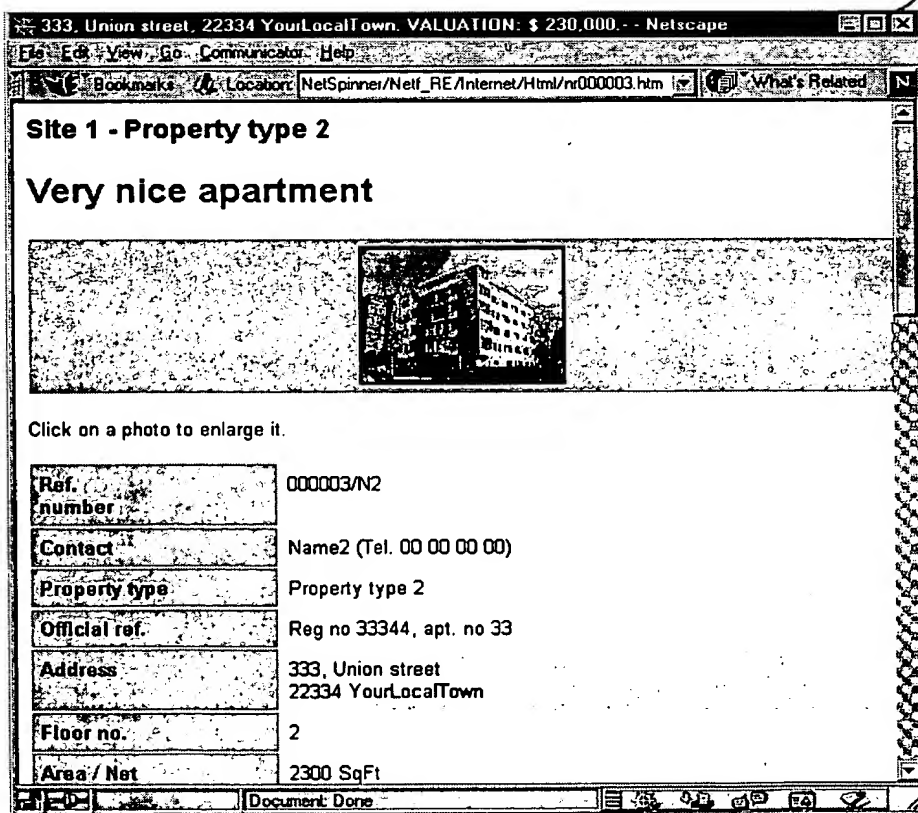 333, Union street, 22334 YourLocalTown. VALUATION: $ 230,000.- - Netscape
File Edit View Go Communicator Help
Bookmarks Location: NetSpinner/Netf_RE/Internet/Html/nr000003.htm What's Related N
Site 1 - Property type 2
Very nice apartment
Click on a photo to enlarge it.
Ref. number 000003/N2
Contact Name2 (Tel. 00 00 00 00)
Property type Property type 2
Official ref. Reg no 33344, apt. no 33
Address 333, Union street
22334 YourLocalTown
Floor no. 2
Area / Net 2300 SqFt
Document: Done